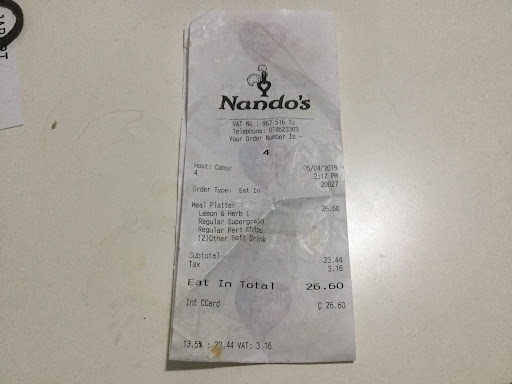 Nando's
VAT No : 967 516 TJ
Telephone: 018623383
Your Order Number Is -
4
Host: Conor 05/04/2019
4 2:17 PM
20027
Order Type: Eat In
Meal Platter 26.60
Lemon & Herb L
Regular Supergrain
Regular Peri Chips
(2)Other Soft Drink
Subtotal 23.44
Tax 3.16
Eat In Total 26.60
Int CCard C 26.60
13.5% : 23.44 VAT: 3.16